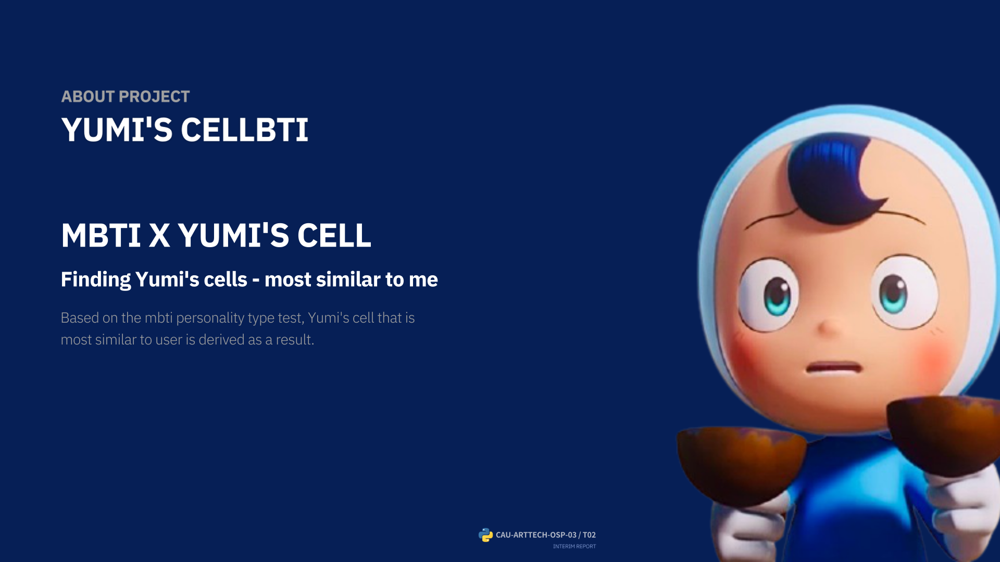 ABOUT PROJECT
YUMI'S CELLBTI
MBTI X YUMI'S CELL
Finding Yumi's cells - most similar to me
Based on the mbti personality type test, Yumi's cell that is
most similar to user is derived as a result.
CAU-ARTTECH-OSP-03 / T02
INTERIM REPORT